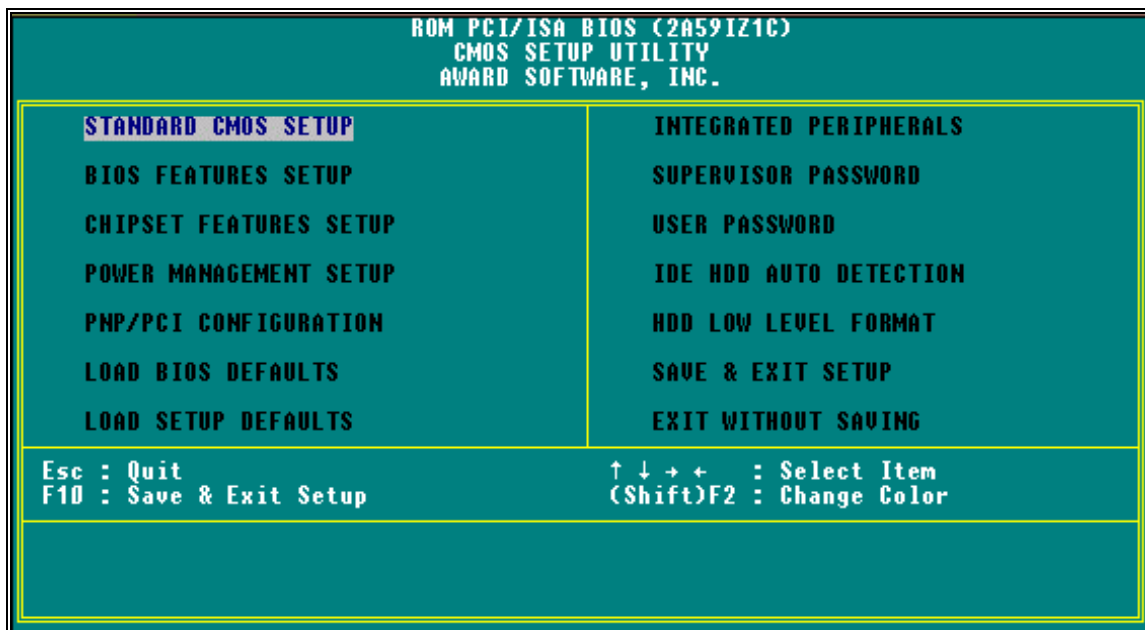 ROM PCI/ISA BIOS (2A59IZ1C)
CMOS SETUP UTILITY
AWARD SOFTWARE, INC.
STANDARD CMOS SETUP
BIOS FEATURES SETUP
CHIPSET FEATURES SETUP
POWER MANAGEMENT SETUP
PNP/PCI CONFIGURATION
LOAD BIOS DEFAULTS
LOAD SETUP DEFAULTS
INTEGRATED PERIPHERALS
SUPERVISOR PASSWORD
USER PASSWORD
IDE HDD AUTO DETECTION
HDD LOW LEVEL FORMAT
SAVE & EXIT SETUP
EXIT WITHOUT SAVING
Esc : Quit
F10 : Save & Exit Setup
↑ ↓ → ← : Select Item
(Shift)F2 : Change Color